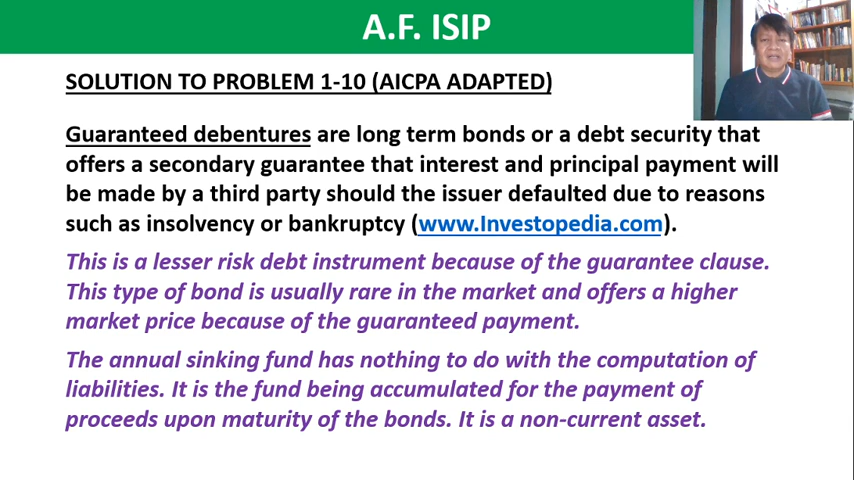 A.F. ISIP
SOLUTION TO PROBLEM 1-10 (AICPA ADAPTED)
Guaranteed debentures are long term bonds or a debt security that
offers a secondary guarantee that interest and principal payment will
be made by a third party should the issuer defaulted due to reasons
such as insolvency or bankruptcy (www.Investopedia.com).
This is a lesser risk debt instrument because of the guarantee clause.
This type of bond is usually rare in the market and offers a higher
market price because of the guaranteed payment.
The annual sinking fund has nothing to do with the computation of
liabilities. It is the fund being accumulated for the payment of
proceeds upon maturity of the bonds. It is a non-current asset.